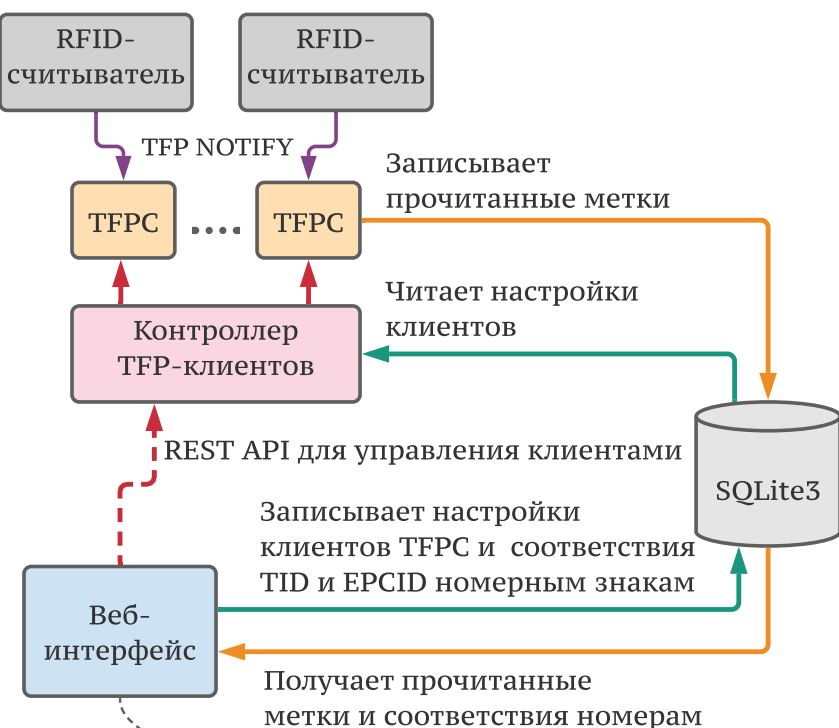 RFID-
считыватель
RFID-
считыватель
TFP NOTIFY
TFPC
TFPC
Записывает
прочитанные метки
Читает настройки
клиентов
Контроллер
TFP-клиентов
REST API для управления клиентами
SQLite3
Записывает настройки
клиентов TFPC и соответствия
TID и EPCID номерным знакам
Веб-
интерфейс
Получает прочитанные
метки и соответствия номерам